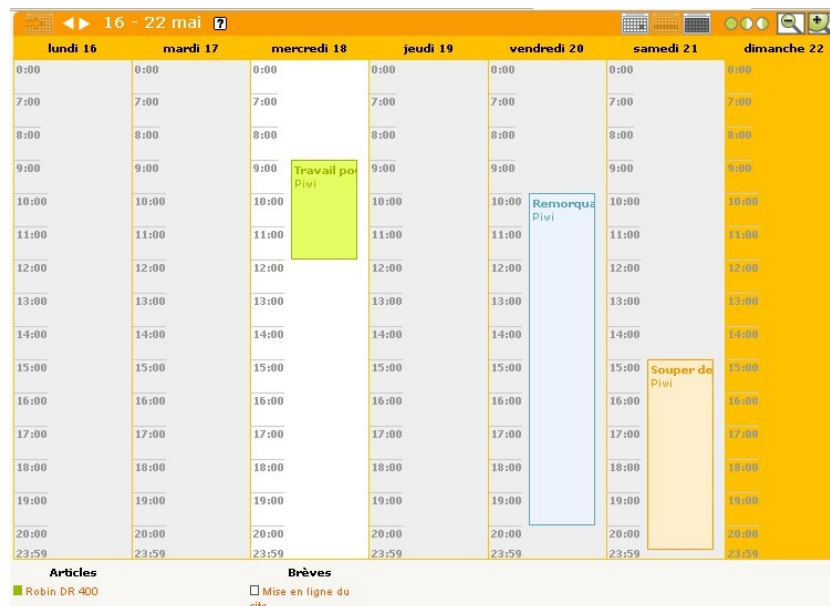 16 - 22 mai ?
lundi 16 mardi 17 mercredi 18 jeudi 19 vendredi 20 samedi 21 dimanche 22
0:00 0:00 0:00 0:00 0:00 0:00 0:00
7:00 7:00 7:00 7:00 7:00 7:00 7:00
8:00 8:00 8:00 8:00 8:00 8:00 8:00
9:00 9:00 9:00 Travail po 9:00 9:00 9:00 9:00
Piwi
10:00 10:00 10:00 10:00 10:00 Remorqua 10:00 10:00
Piwi
11:00 11:00 11:00 11:00 11:00 11:00 11:00
12:00 12:00 12:00 12:00 12:00 12:00 12:00
13:00 13:00 13:00 13:00 13:00 13:00 13:00
14:00 14:00 14:00 14:00 14:00 14:00 14:00
15:00 15:00 15:00 15:00 15:00 15:00 Souper de 15:00
Piwi
16:00 16:00 16:00 16:00 16:00 16:00 16:00
17:00 17:00 17:00 17:00 17:00 17:00 17:00
18:00 18:00 18:00 18:00 18:00 18:00 18:00
19:00 19:00 19:00 19:00 19:00 19:00 19:00
20:00 20:00 20:00 20:00 20:00 20:00 20:00
23:59 23:59 23:59 23:59 23:59 23:59 23:59
Articles Brèves
Robin DR 400 Mise en ligne du